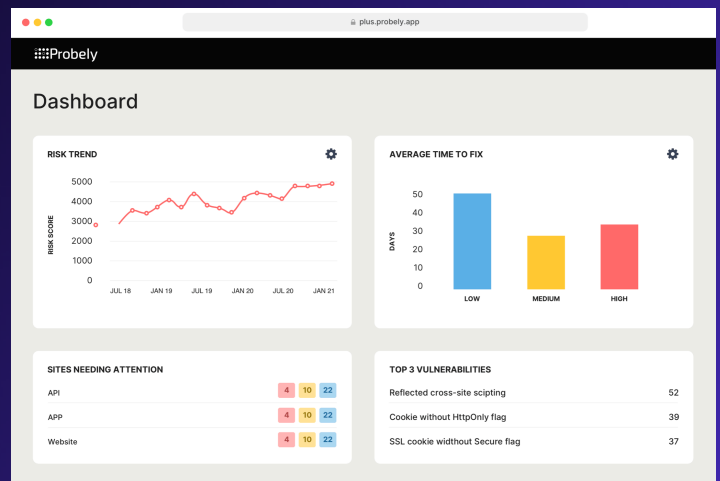 plus.probely.app
Probely
Dashboard
RISK TREND
RISK SCORE
5000
4000
3000
2000
1000
0
JUL 18 JAN 19 JUL 19 JAN 20 JUL 20 JAN 21
AVERAGE TIME TO FIX
DAYS
50
40
30
20
10
0
LOW MEDIUM HIGH
SITES NEEDING ATTENTION
API 4 10 22
APP 4 10 22
Website 4 10 22
TOP 3 VULNERABILITIES
Reflected cross-site scipting 52
Cookie without HttpOnly flag 39
SSL cookie widthout Secure flag 37